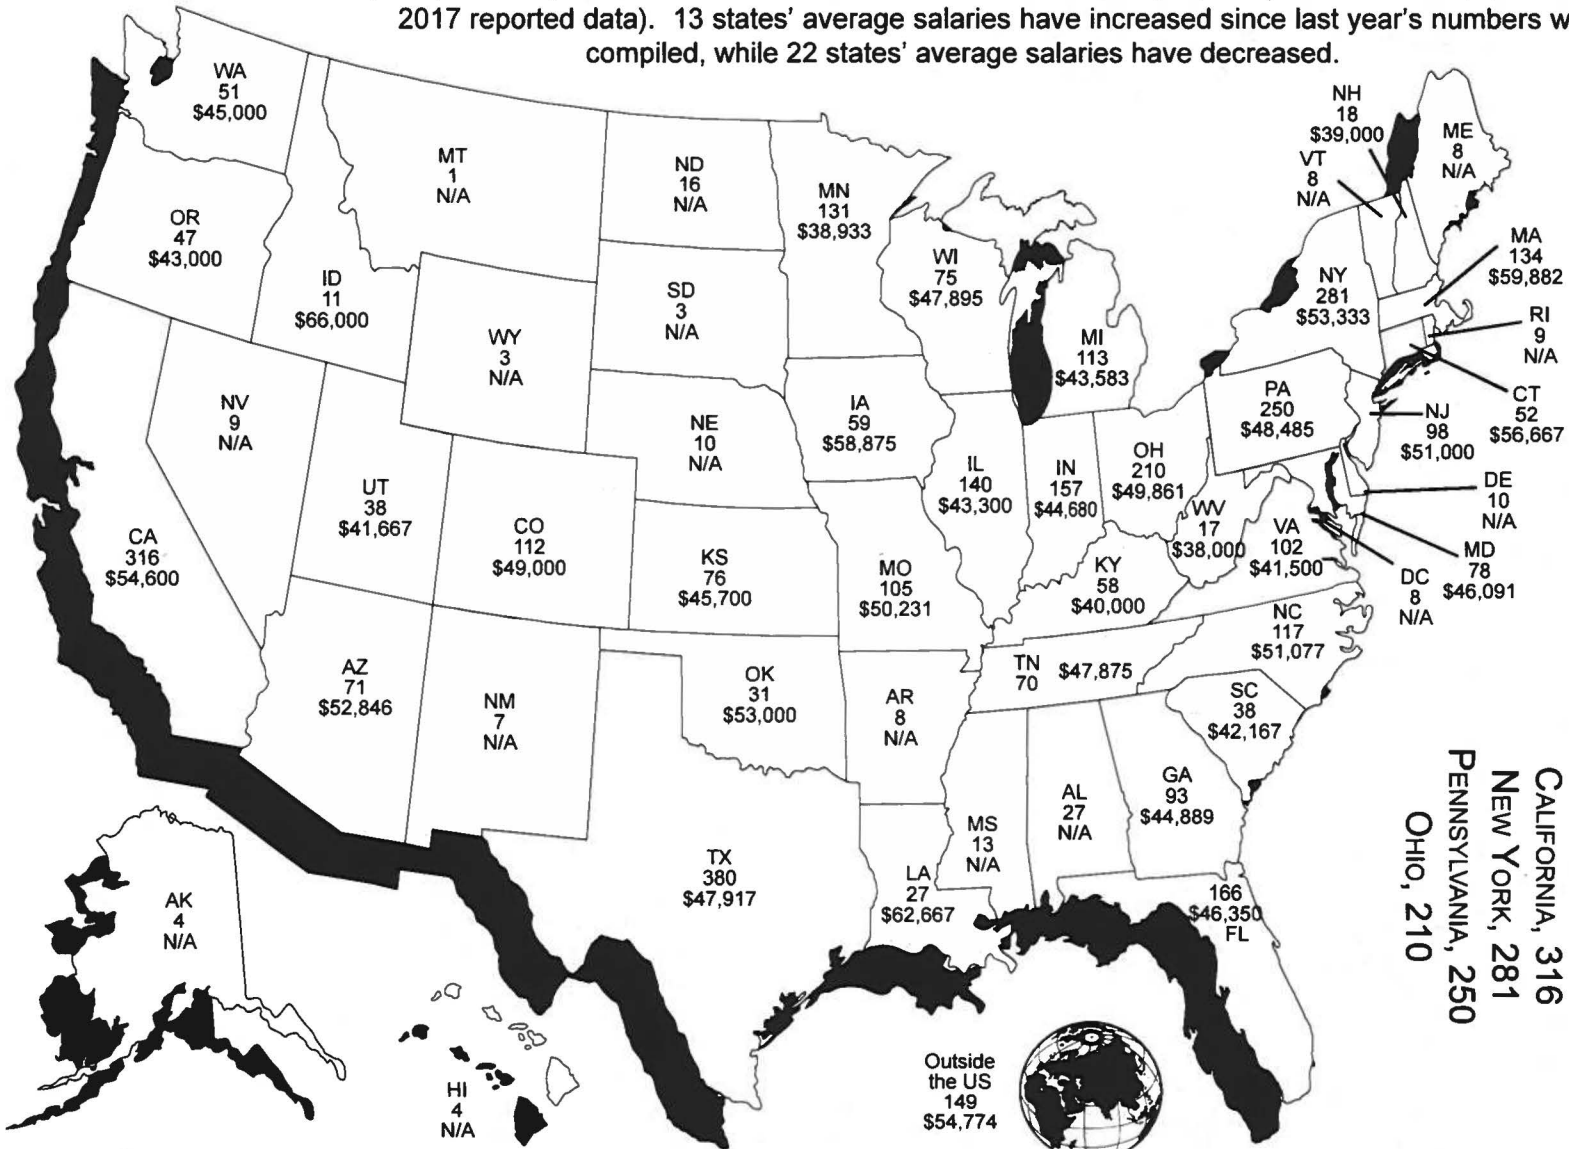 2017 reported data). 13 states' average salaries have increased since last year's numbers w
compiled, while 22 states' average salaries have decreased.
WA
51
$45,000
OR
47
$43,000
ID
11
$66,000
MT
1
N/A
ND
16
N/A
MN
131
$38,933
WI
75
$47,895
MI
113
$43,583
NH
18
$39,000
VT
8
N/A
ME
8
N/A
NY
281
$53,333
MA
134
$59,882
RI
9
N/A
CT
52
$56,667
NJ
98
$51,000
PA
250
$48,485
DE
10
N/A
MD
78
$46,091
DC
8
N/A
SD
3
N/A
WY
3
N/A
NV
9
N/A
UT
38
$41,667
CO
112
$49,000
NE
10
N/A
IA
59
$58,875
IL
140
$43,300
IN
157
$44,680
OH
210
$49,861
WV
17
$38,000
VA
102
$41,500
CA
316
$54,600
KS
76
$45,700
MO
105
$50,231
KY
58
$40,000
NC
117
$51,077
TN
70
$47,875
AZ
71
$52,846
NM
7
N/A
OK
31
$53,000
AR
8
N/A
SC
38
$42,167
MS
13
N/A
AL
27
N/A
GA
93
$44,889
TX
380
$47,917
LA
27
$62,667
166
$46,350
FL
AK
4
N/A
HI
4
N/A
Outside
the US
149
$54,774
CALIFORNIA, 316
NEW YORK, 281
PENNSYLVANIA, 250
OHIO, 210